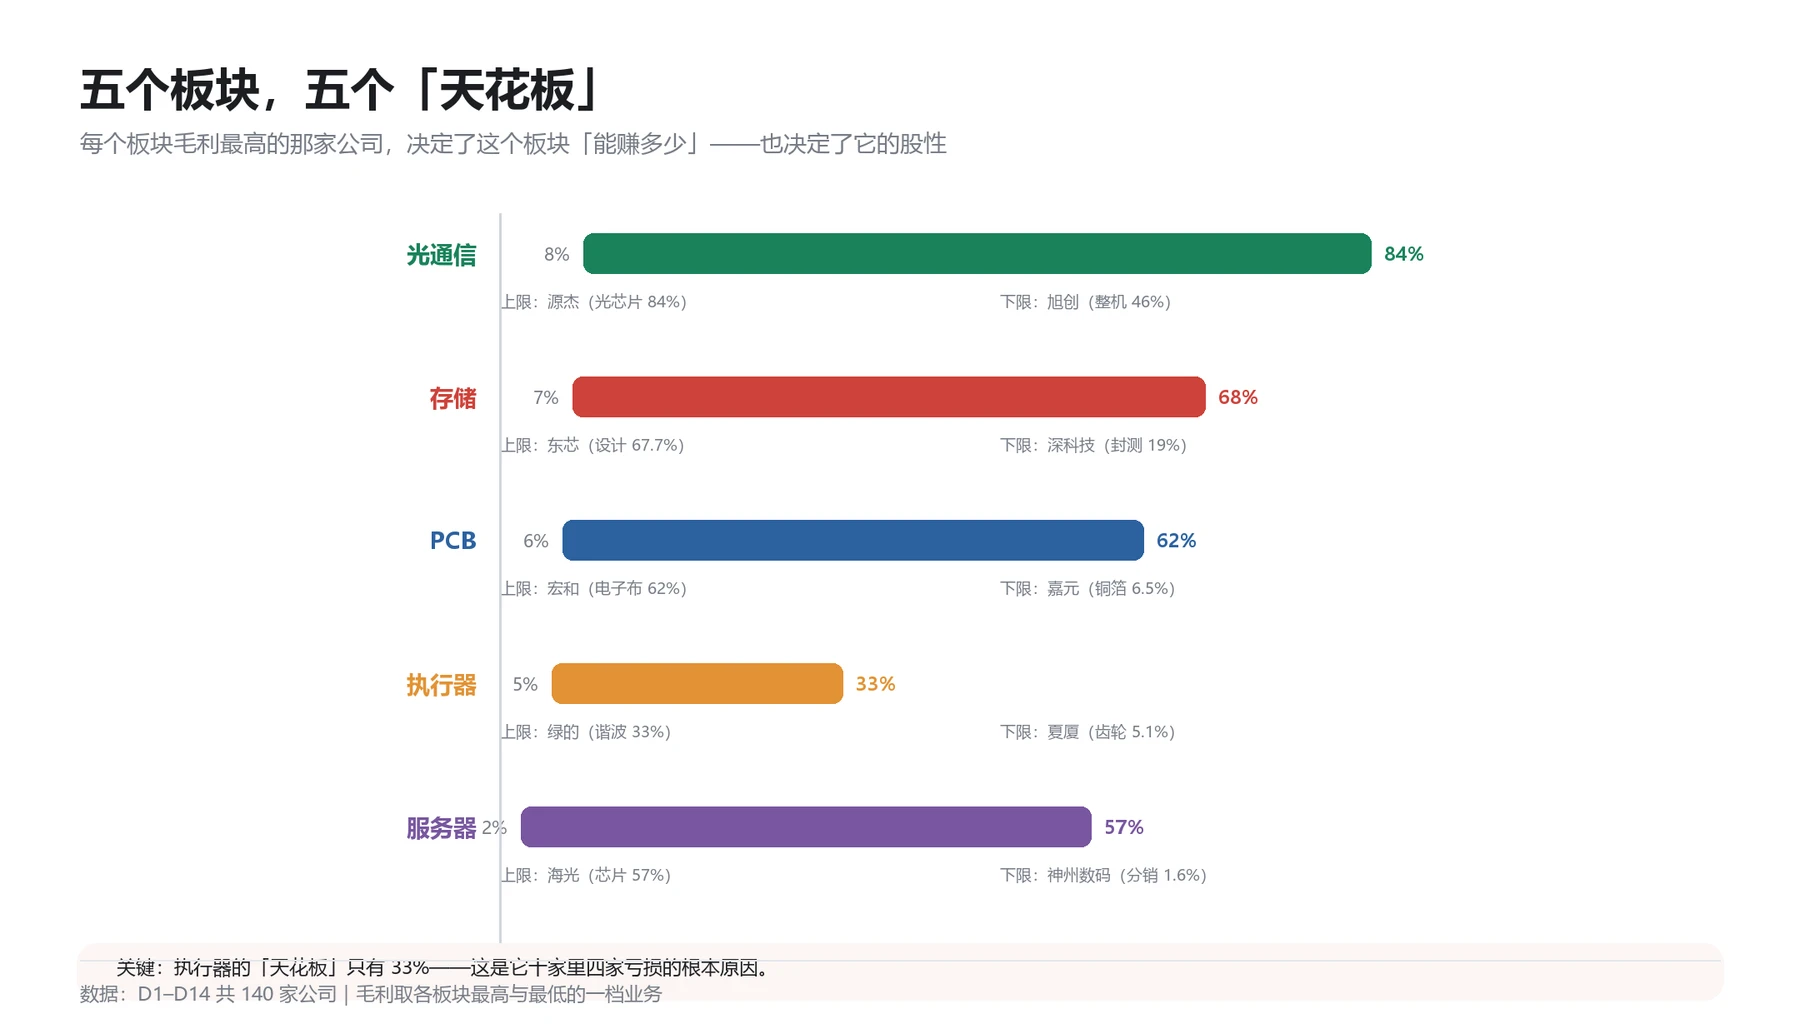 五个板块，五个「天花板」
每个板块毛利最高的那家公司，决定了这个板块「能赚多少」——也决定了它的股性
光通信 8% 84%
上限：源杰（光芯片 84%） 下限：旭创（整机 46%）
存储 7% 68%
上限：东芯（设计 67.7%） 下限：深科技（封测 19%）
PCB 6% 62%
上限：宏和（电子布 62%） 下限：嘉元（铜箔 6.5%）
执行器 5% 33%
上限：绿的（谐波 33%） 下限：夏厦（齿轮 5.1%）
服务器 2% 57%
上限：海光（芯片 57%） 下限：神州数码（分销 1.6%）
关键：执行器的「天花板」只有 33%——这是它十家里四家亏损的根本原因。
数据：D1–D14 共 140 家公司 | 毛利取各板块最高与最低的一档业务